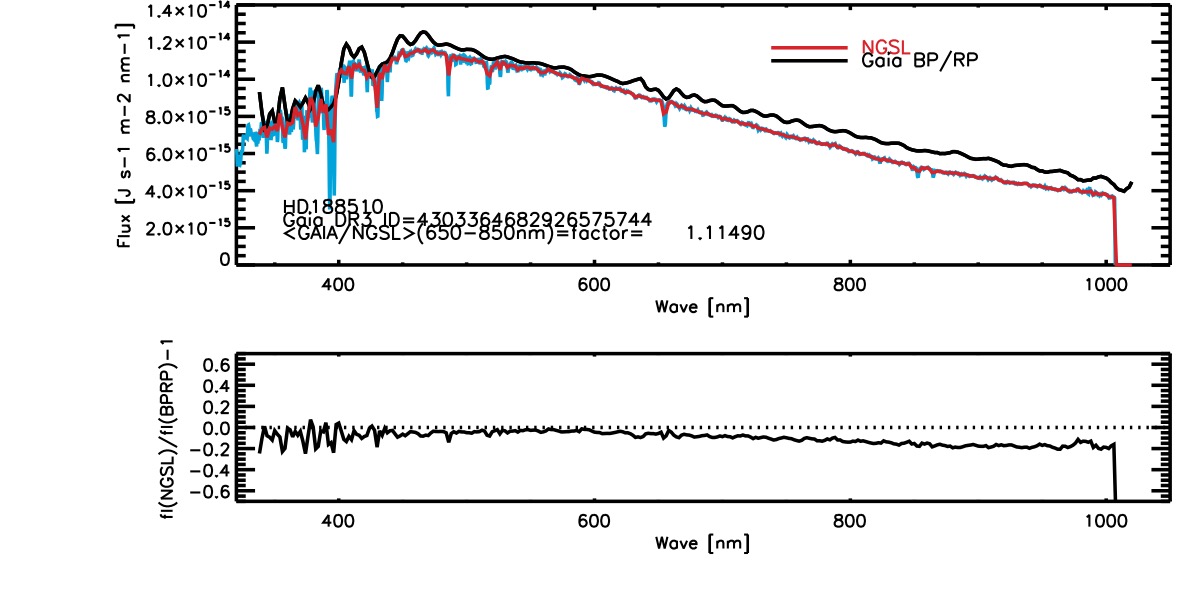 1.4×10⁻¹⁴
1.2×10⁻¹⁴
1.0×10⁻¹⁴
8.0×10⁻¹⁵
6.0×10⁻¹⁵
4.0×10⁻¹⁵
2.0×10⁻¹⁵
0
Flux [J s−1 m−2 nm−1]
NGSL
Gaia BP/RP
HD188510
Gaia DR3 ID=4303364682926575744
<GAIA/NGSL>(650−850nm)=factor= 1.11490
400 600 800 1000
Wave [nm]
fl(NGSL)/fl(BPRP)−1
0.6
0.4
0.2
0.0
−0.2
−0.4
−0.6
400 600 800 1000
Wave [nm]